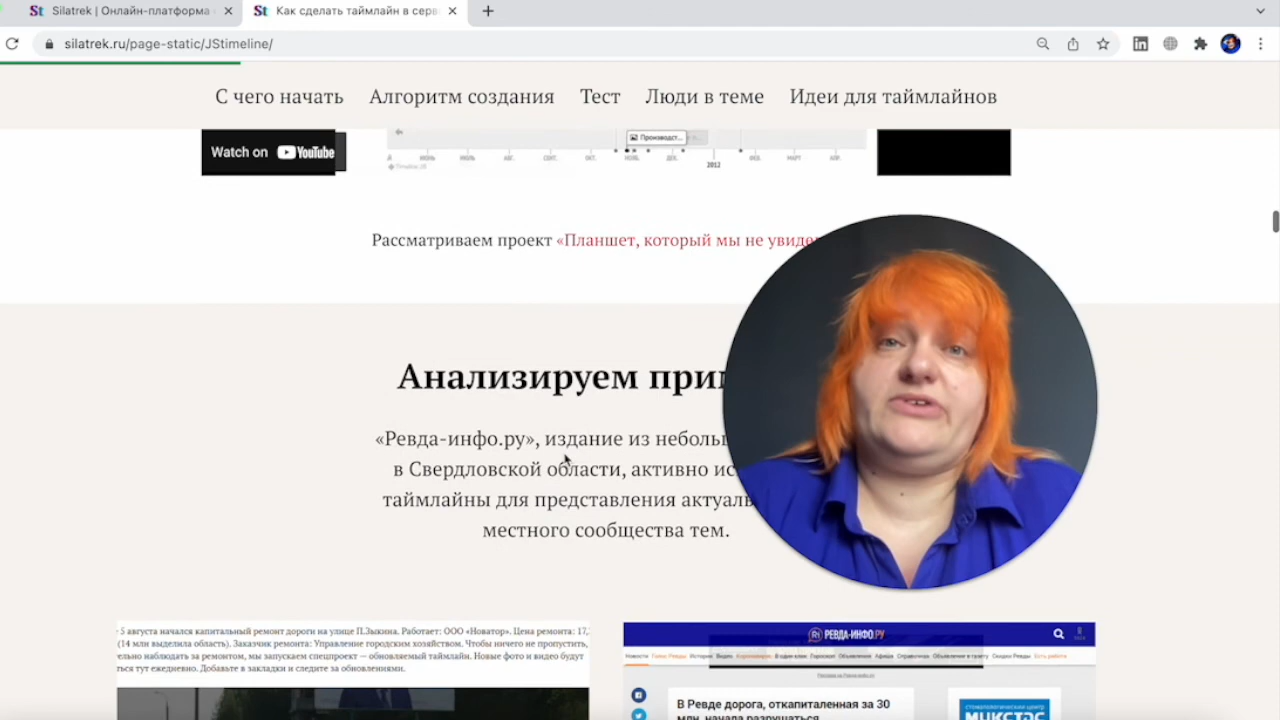 Silatrek | Онлайн-платформа
Как сделать таймлайн в серв
silatrek.ru/page-static/JStimeline/
С чего начать
Алгоритм создания
Тест
Люди в теме
Идеи для таймлайнов
Watch on YouTube
Производст...
2012
Рассматриваем проект «Планшет, который мы не увиде
Анализируем при
«Ревда-инфо.ру», издание из неболь
в Свердловской области, активно ис
таймлайны для представления актуаль
местного сообщества тем.
5 августа начался капитальный ремонт дороги на улице П.Зыкина. Работает: ООО «Новатор». Цена ремонта: 17,
(14 млн выделила область). Заказчик ремонта: Управление городским хозяйством. Чтобы ничего не пропустить,
ельно наблюдать за ремонтом, мы запускаем спецпроект — обновляемый таймлайн. Новые фото и видео будут
ться тут ежедневно. Добавьте в закладки и следите за обновлениями.
РЕВДА-ИНФО.РУ
В Ревде дорога, откапиталенная за 30
млн, начала разрушаться
СТОМАТОЛОГИЧЕСКИЙ ЦЕНТР
МИКСТАС